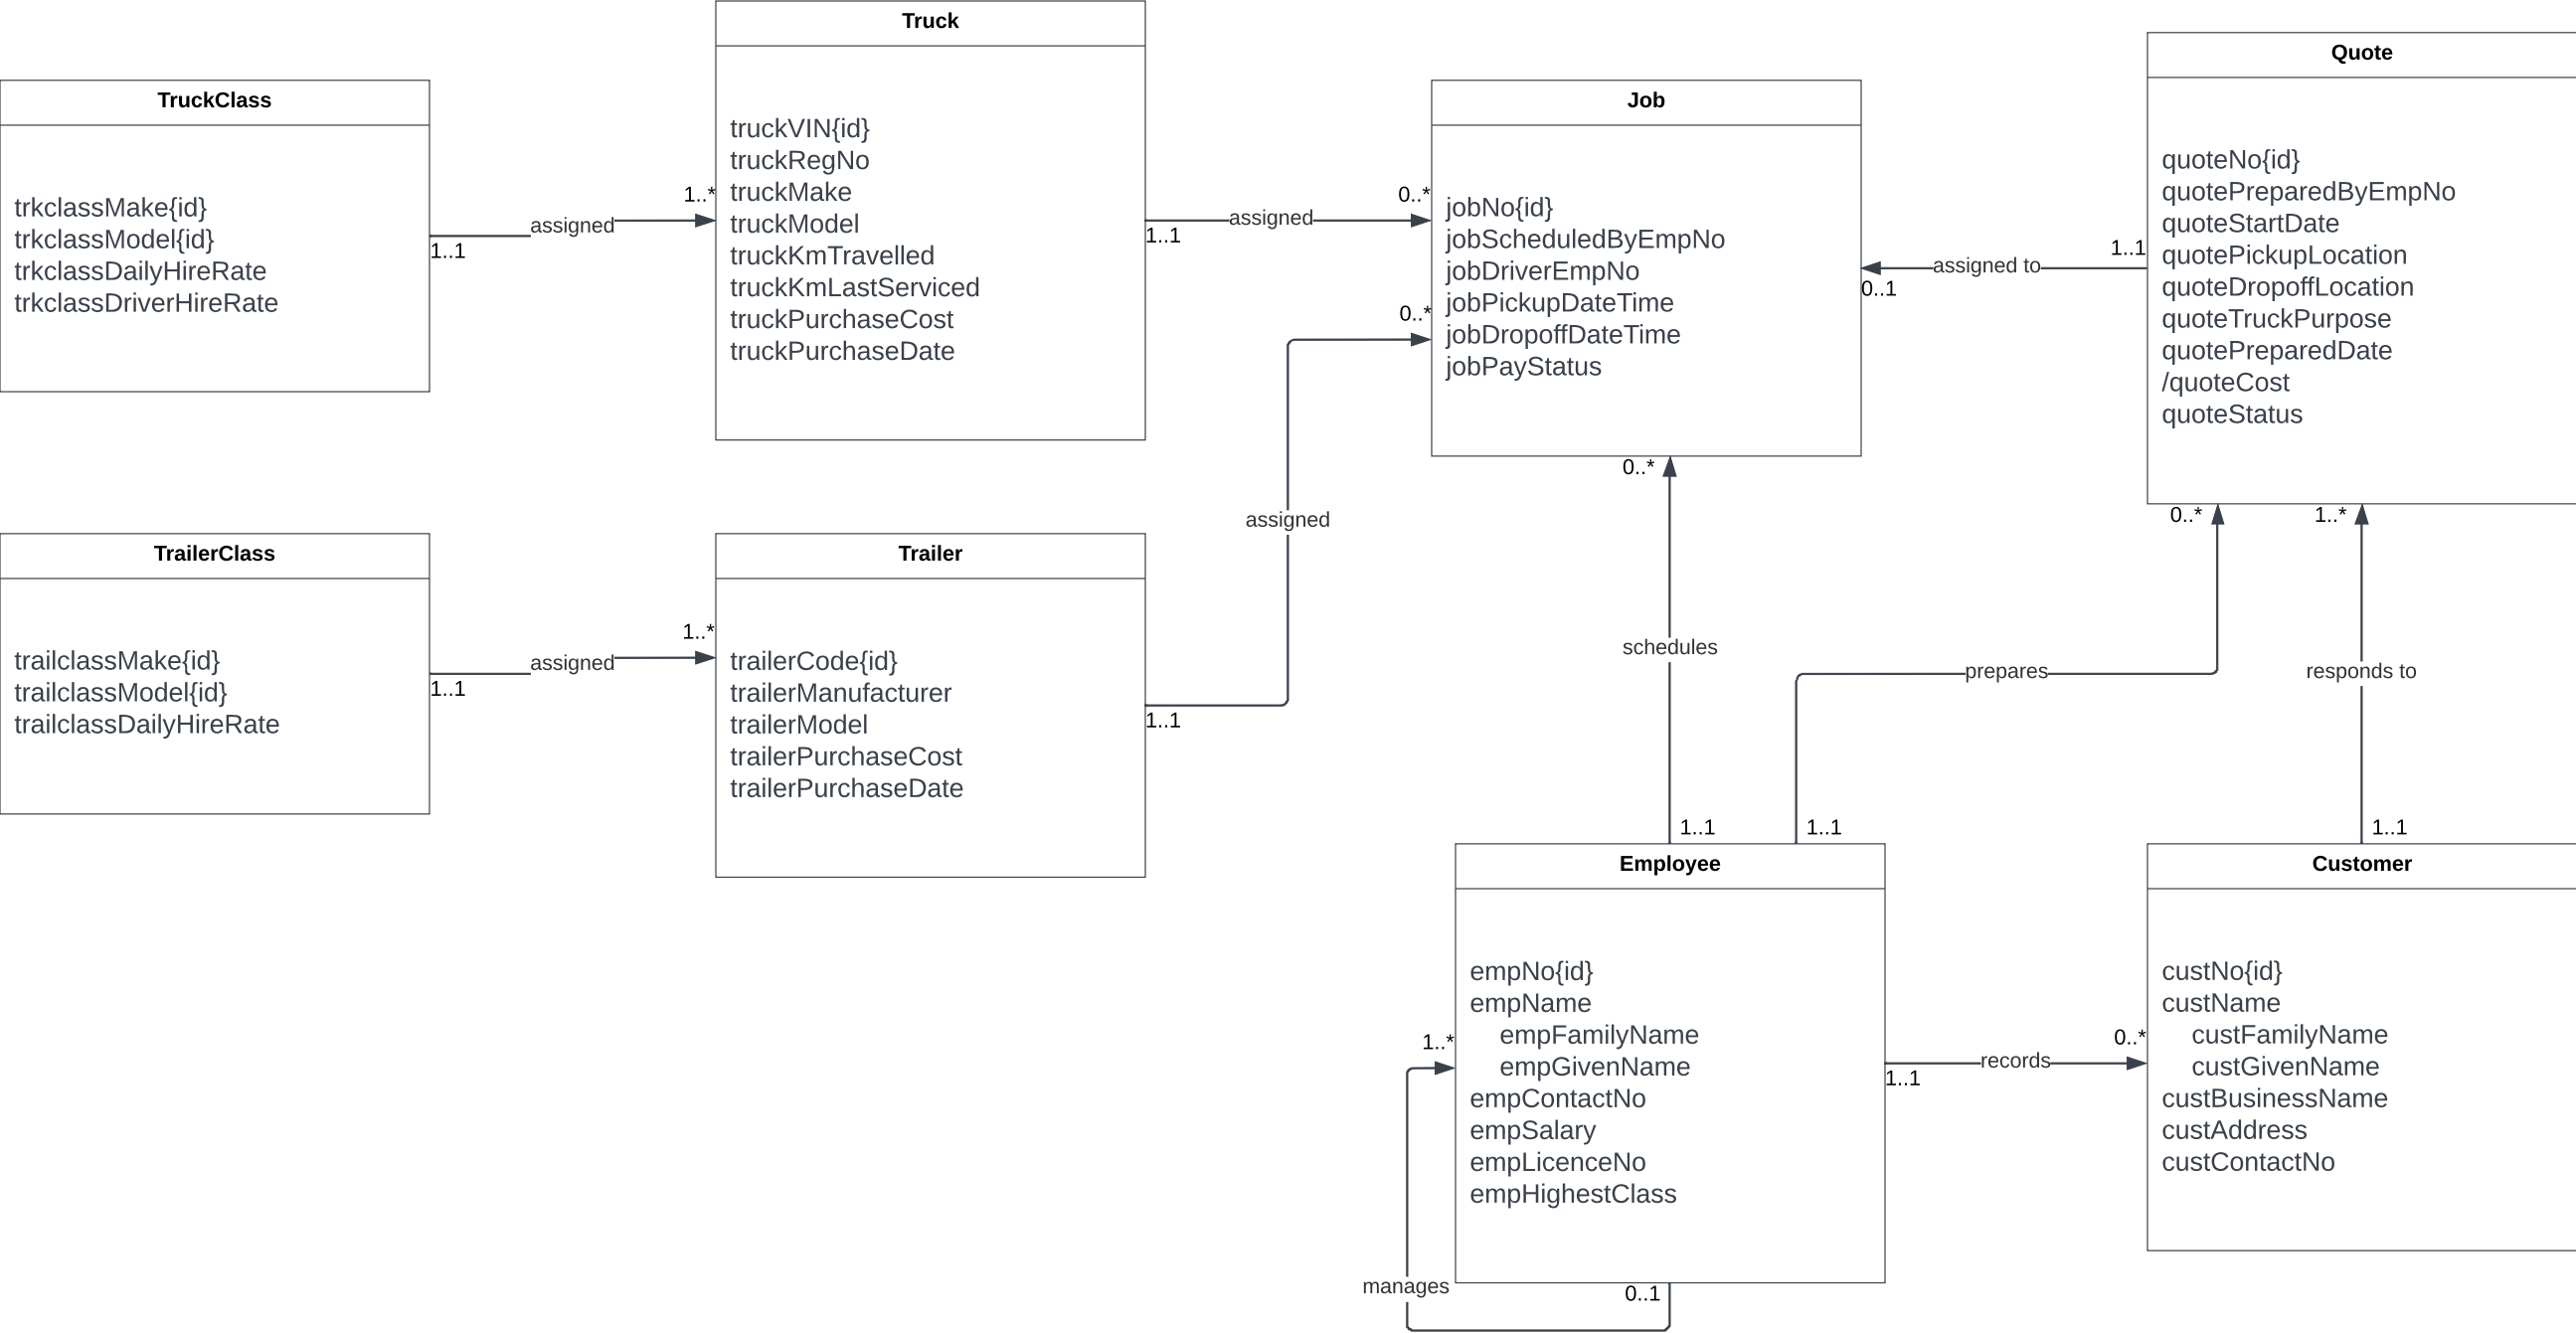 TruckClass
trkclassMake{id}
trkclassModel{id}
trkclassDailyHireRate
trkclassDriverHireRate
1..1
assigned
1..*
Truck
truckVIN{id}
truckRegNo
truckMake
truckModel
truckKmTravelled
truckKmLastServiced
truckPurchaseCost
truckPurchaseDate
1..1
assigned
0..*
Job
jobNo{id}
jobScheduledByEmpNo
jobDriverEmpNo
jobPickupDateTime
jobDropoffDateTime
jobPayStatus
0..1
assigned to
1..1
Quote
quoteNo{id}
quotePreparedByEmpNo
quoteStartDate
quotePickupLocation
quoteDropoffLocation
quoteTruckPurpose
quotePreparedDate
/quoteCost
quoteStatus
TrailerClass
trailclassMake{id}
trailclassModel{id}
trailclassDailyHireRate
1..1
assigned
1..*
Trailer
trailerCode{id}
trailerManufacturer
trailerModel
trailerPurchaseCost
trailerPurchaseDate
1..1
assigned
0..*
0..*
schedules
1..1
0..*
prepares
1..1
1..*
responds to
1..1
Employee
empNo{id}
empName
empFamilyName
empGivenName
empContactNo
empSalary
empLicenceNo
empHighestClass
1..*
manages
0..1
1..1
records
0..*
Customer
custNo{id}
custName
custFamilyName
custGivenName
custBusinessName
custAddress
custContactNo